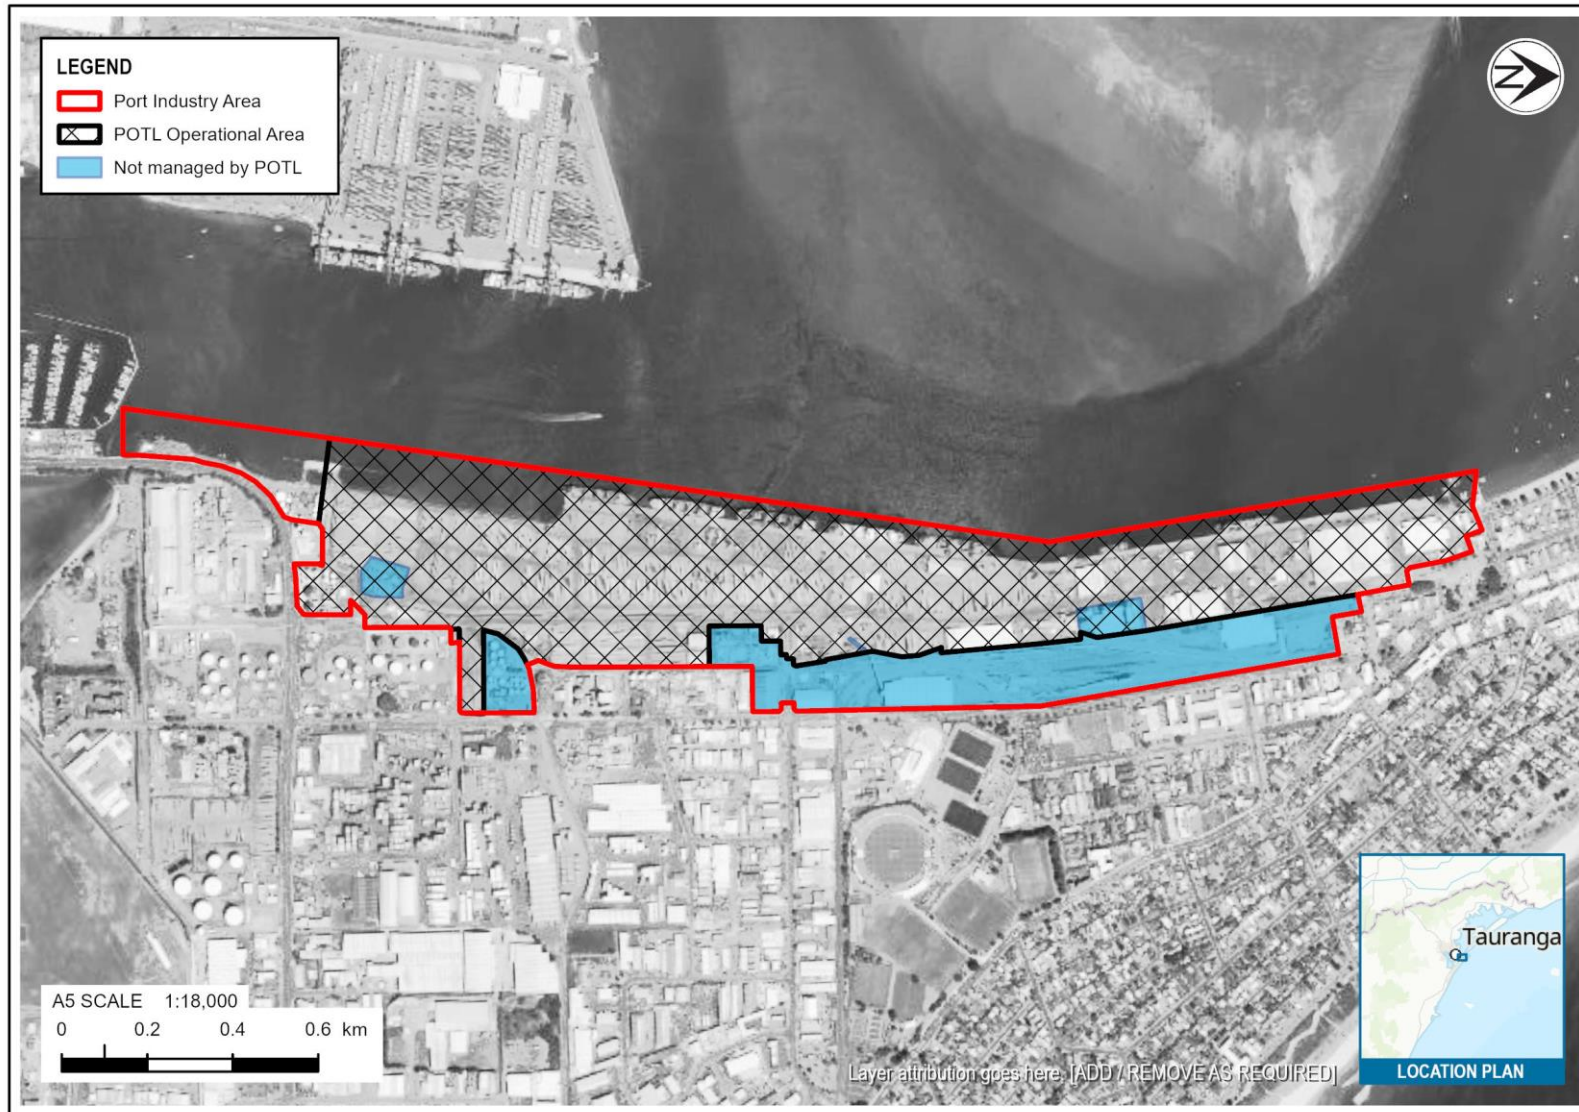 LEGEND
Port Industry Area
POTL Operational Area
Not managed by POTL
N
A5 SCALE 1:18,000
0 0.2 0.4 0.6 km
Layer attribution goes here. [ADD / REMOVE AS REQUIRED]
Tauranga
LOCATION PLAN